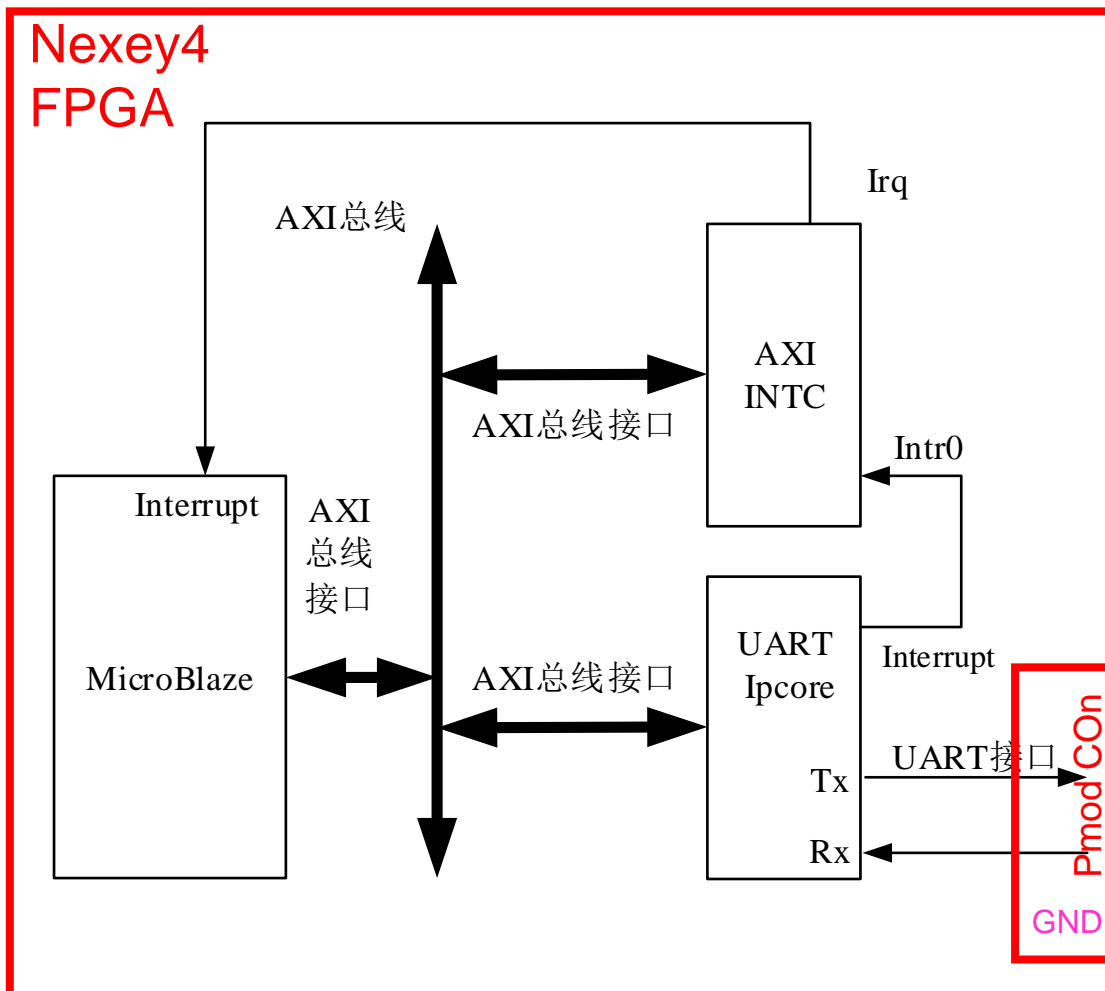 Nexey4
FPGA
Irq
AXI总线
AXI
INTC
AXI总线接口
Intr0
Interrupt
AXI
总线
接口
MicroBlaze
AXI总线接口
UART
Ipcore
Interrupt
UART接口
Tx
Rx
Pmod COn
GND